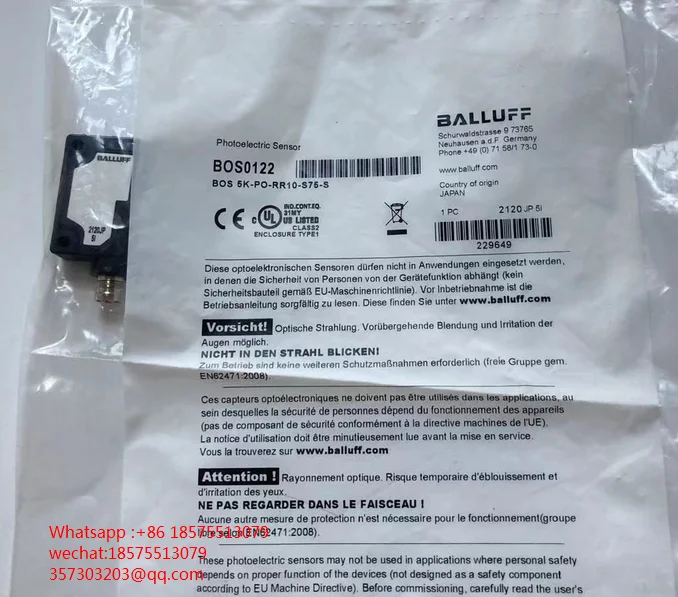 BALLUFF
Schurwaldstrasse 9 73765
Neuhausen a.d.F. Germany
Phone +49 (0) 71 58/1 73-0
www.balluff.com
Country of origin
JAPAN
1 PC
2120 JP 5I
229649
Photoelectric Sensor
BOS0122
BOS 5K-PO-RR10-S75-S
CE
UL
IND.CONT.EQ.
31MY
US LISTED
CLASS2
ENCLOSURE TYPE1
BALLUFF
2120JP
5I
Diese optoelektronischen Sensoren dürfen nicht in Anwendungen eingesetzt werden,
in denen die Sicherheit von Personen von der Gerätefunktion abhängt (kein
Sicherheitsbauteil gemäß EU-Maschinenrichtlinie). Vor Inbetriebnahme ist die
Betriebsanleitung sorgfältig zu lesen. Diese finden Sie unter www.balluff.com
Vorsicht! Optische Strahlung. Vorübergehende Blendung und Irritation der
Augen möglich.
NICHT IN DEN STRAHL BLICKEN!
Zum Betrieb sind keine weiteren Schutzmaßnahmen erforderlich (freie Gruppe gem.
EN62471:2008).
Ces capteurs optoélectroniques ne doivent pas être utilisés dans les applications, au
sein desquelles la sécurité de personnes dépend du fonctionnement des appareils
(pas de composant de sécurité conformément à la directive machines de l'UE).
La notice d'utilisation doit être minutieusement lue avant la mise en service.
Vous la trouverez sur www.balluff.com
Attention ! Rayonnement optique. Risque temporaire d'éblouissement et
d'irritation des yeux.
NE PAS REGARDER DANS LE FAISCEAU !
Aucune autre mesure de protection n'est nécessaire pour le fonctionnement(groupe
libre selon EN62471:2008).
These photoelectric sensors may not be used in applications where personal safety
depends on proper function of the devices (not designed as a safety component
according to EU Machine Directive). Before commissioning, carefully read the user's
Whatsapp :+86 18575513079
wechat:18575513079
357303203@qq.com